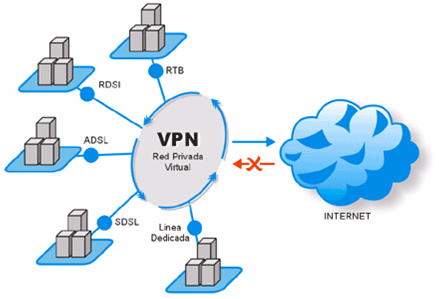 RTB
RDSI
ADSL
VPN
Red Privada
Virtual
SDSL
Linea
Dedicada
INTERNET